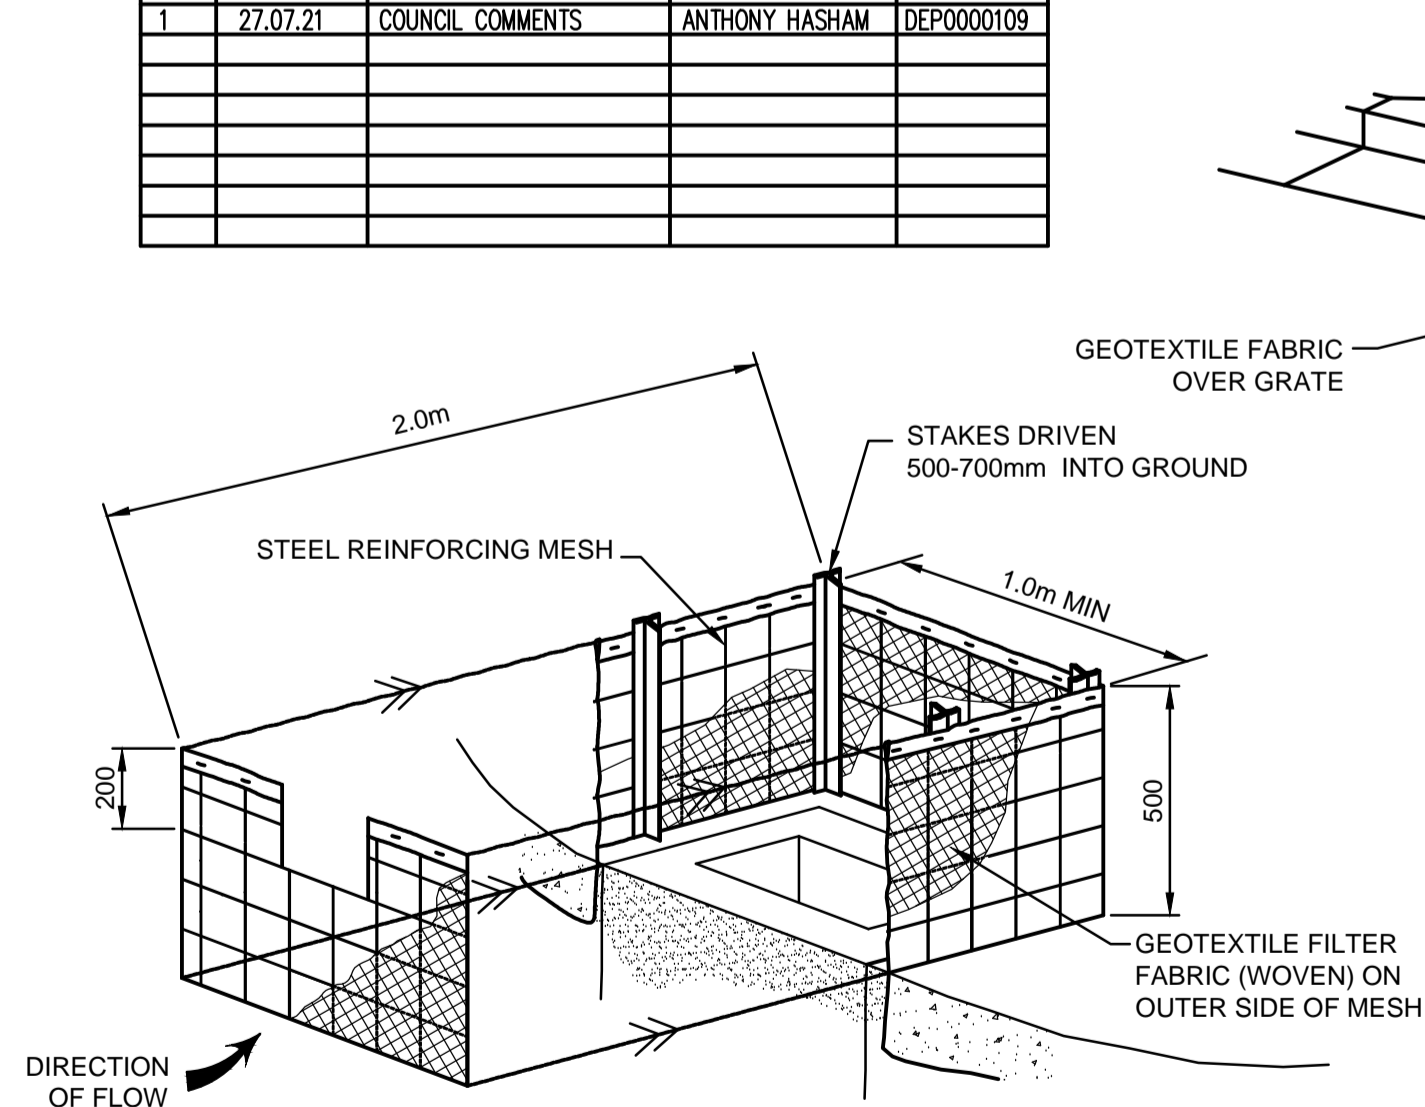 1 27.07.21 COUNCIL COMMENTS ANTHONY HASHAM DEP0000109
GEOTEXTILE FABRIC
OVER GRATE
2.0m
STAKES DRIVEN
500-700mm INTO GROUND
STEEL REINFORCING MESH
1.0m MIN
200
500
GEOTEXTILE FILTER
FABRIC (WOVEN) ON
OUTER SIDE OF MESH
DIRECTION
OF FLOW